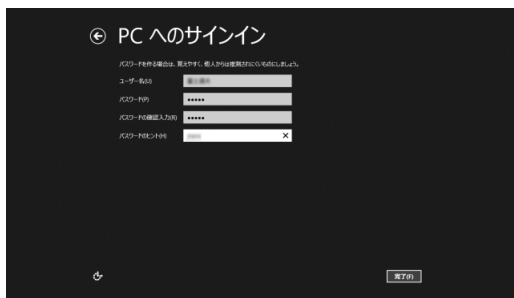 PC へのサインイン
パスワードを作る場合は、覚えやすく、他人からは推測されにくいものにしましょう。
ユーザー名(U)
パスワード(P) •••••
パスワードの確認入力(R) •••••
パスワードのヒント(H)
完了(F)